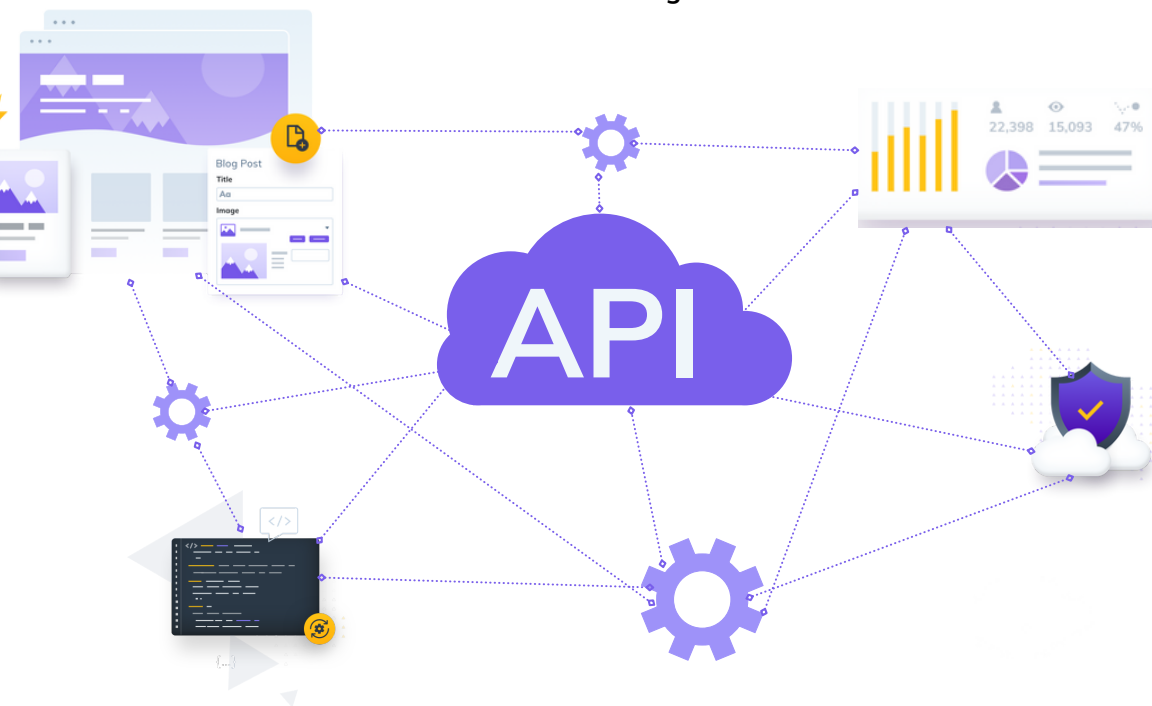 Blog Post
Title
Aa
Image
22,398 15,093 47%
API
</>
</>
{...}